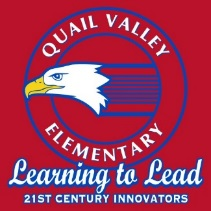 QUAIL VALLEY
ELEMENTARY
Learning to Lead
21ST CENTURY INNOVATORS